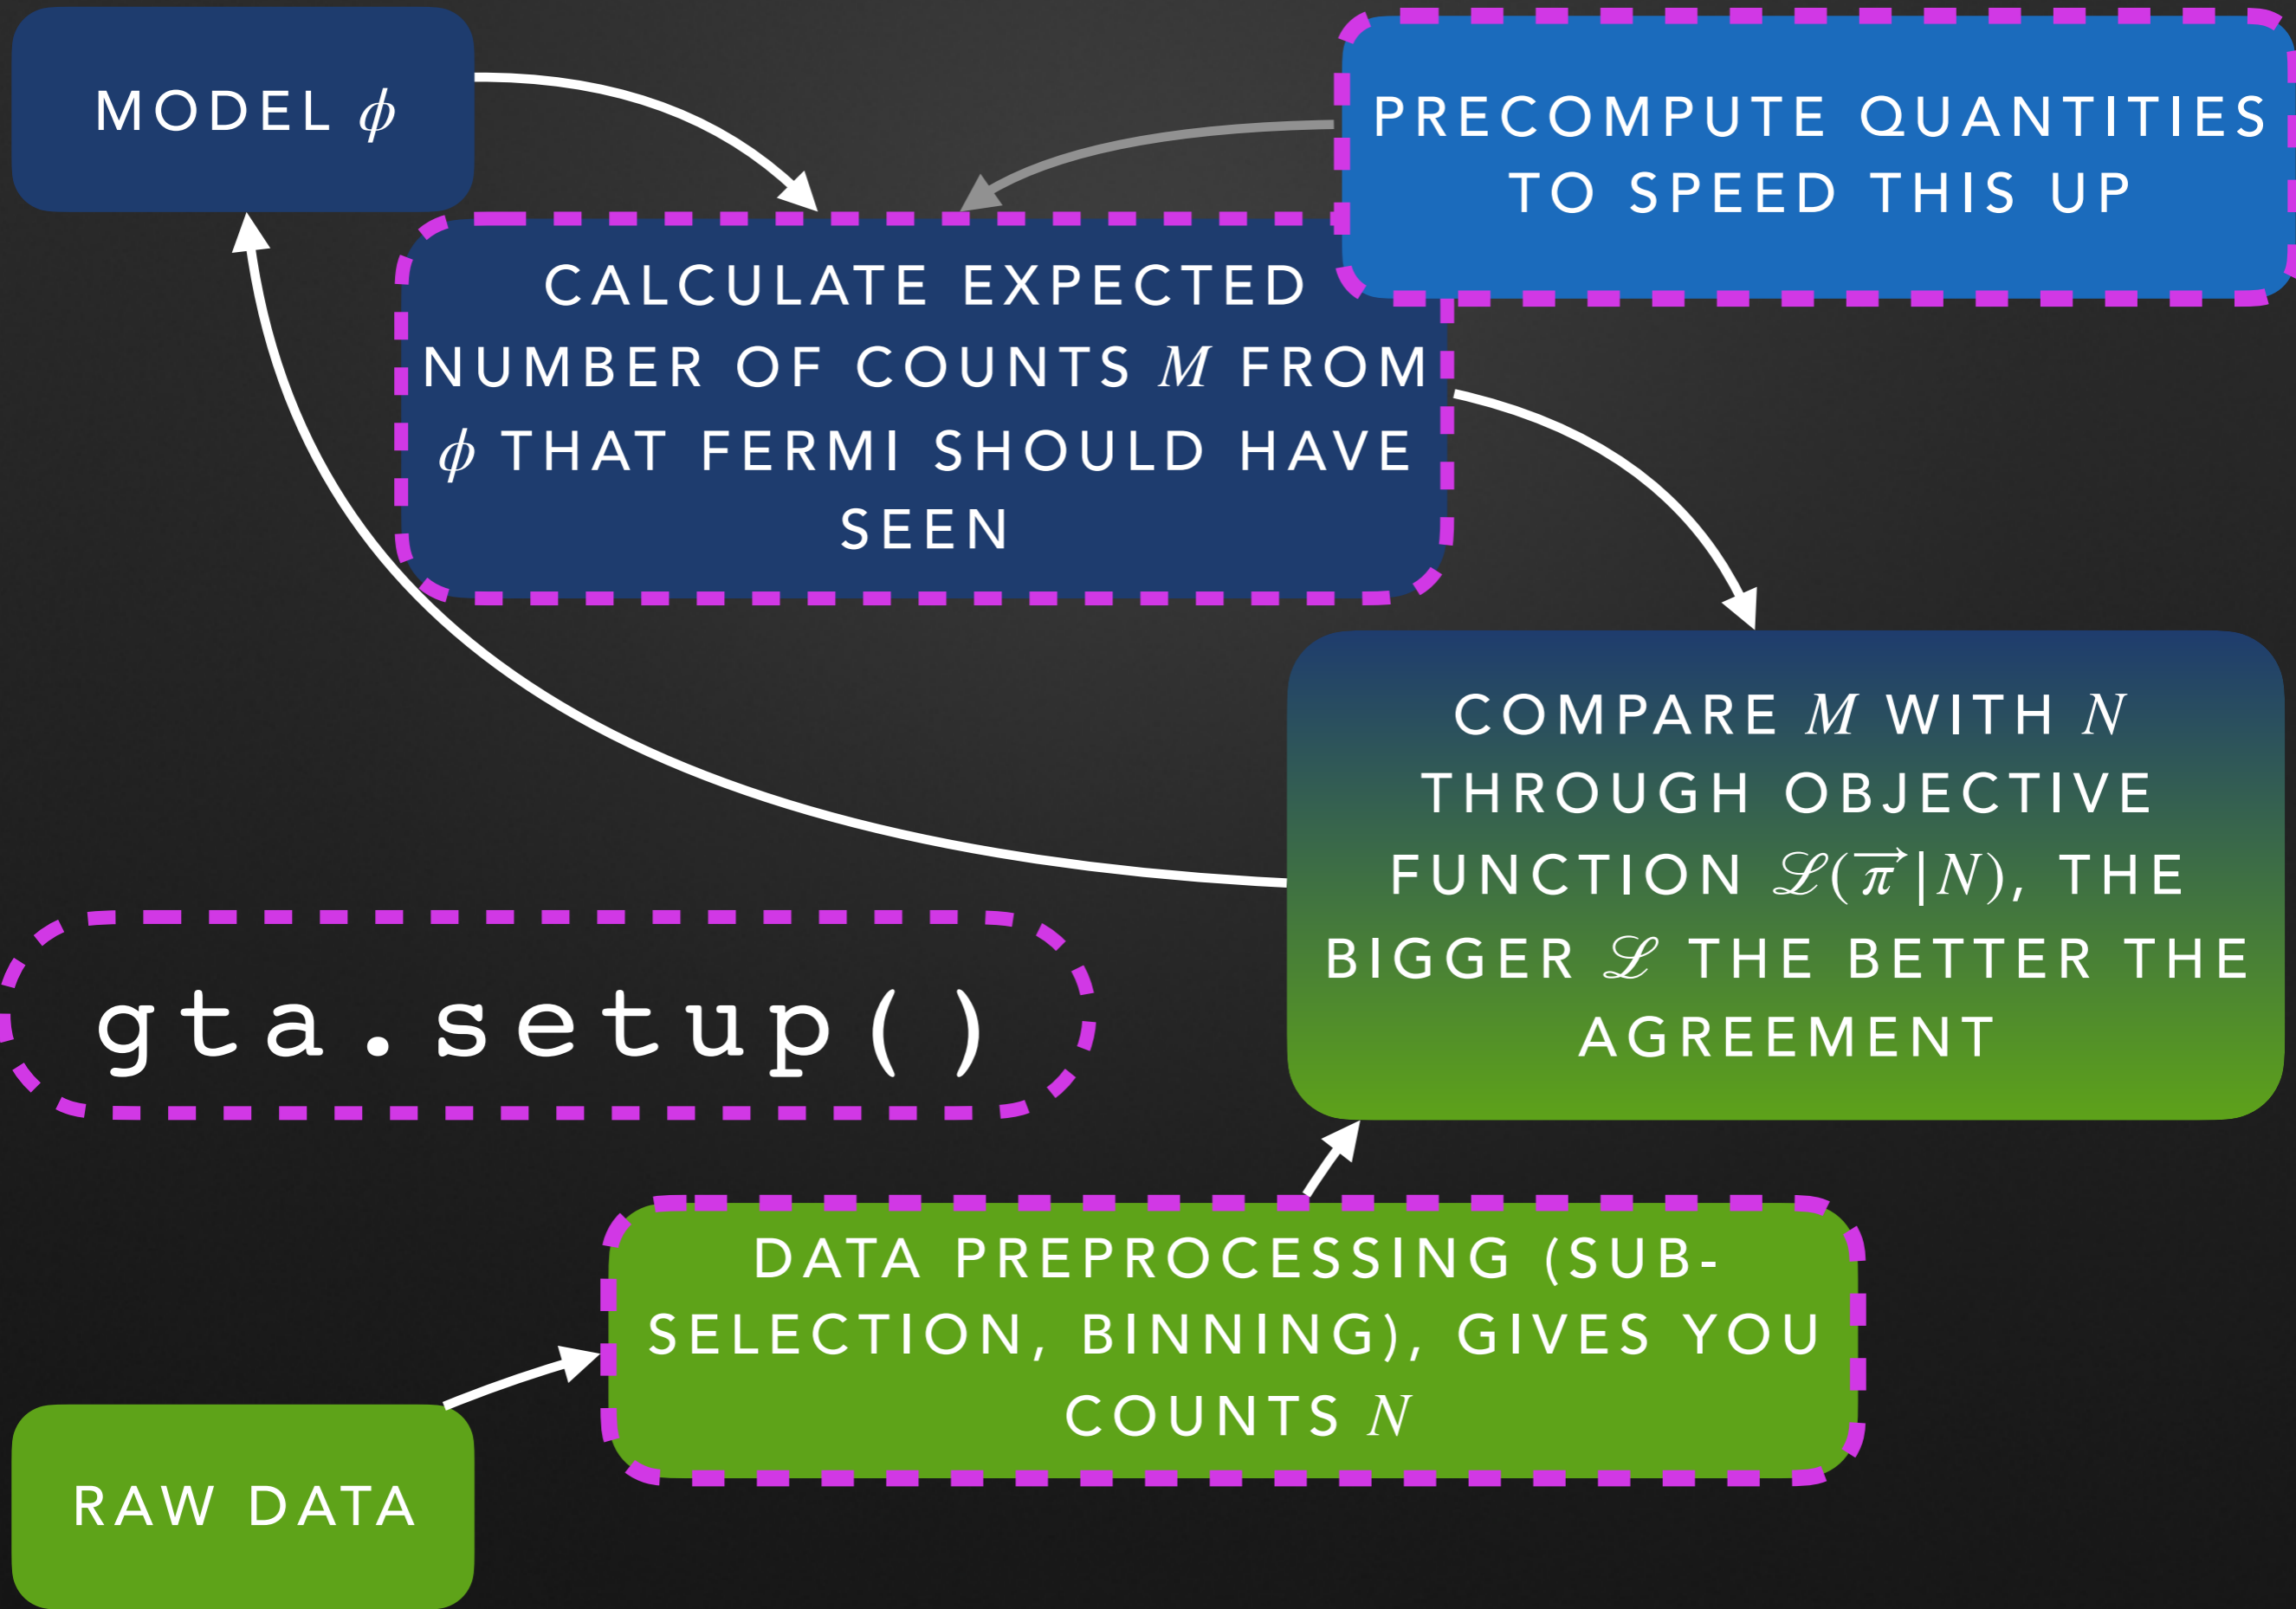 MODEL ϕ
PRECOMPUTE QUANTITIES
TO SPEED THIS UP
CALCULATE EXPECTED
NUMBER OF COUNTS M FROM
ϕ THAT FERMI SHOULD HAVE
SEEN
COMPARE M WITH N
THROUGH OBJECTIVE
FUNCTION ℒ(π⃗|N), THE
BIGGER ℒ THE BETTER THE
AGREEMENT
gta.setup()
DATA PREPROCESSING (SUB-
SELECTION, BINNING), GIVES YOU
COUNTS N
RAW DATA